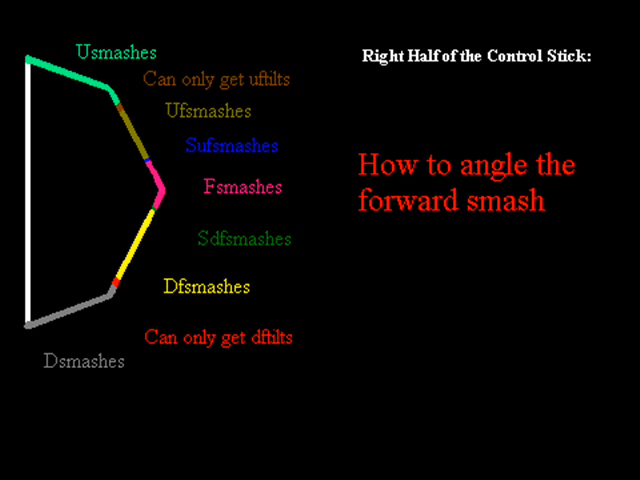 Usmashes
Right Half of the Control Stick:
Can only get uftilts
Ufsmashes
Sufsmashes
How to angle the
forward smash
Fsmashes
Sdfsmashes
Dfsmashes
Can only get dftilts
Dsmashes